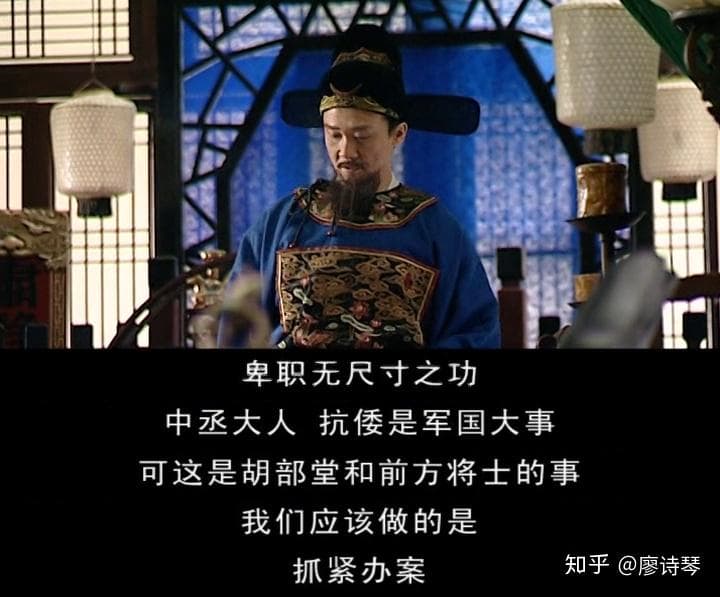 卑职无尺寸之功
中丞大人 抗倭是军国大事
可这是胡部堂和前方将士的事
我们应该做的是
抓紧办案
知乎 @廖诗琴